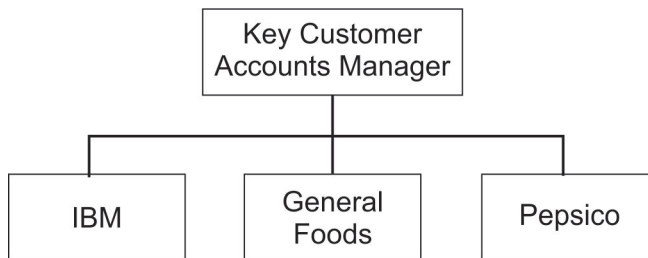 Key Customer
Accounts Manager
IBM
General
Foods
Pepsico